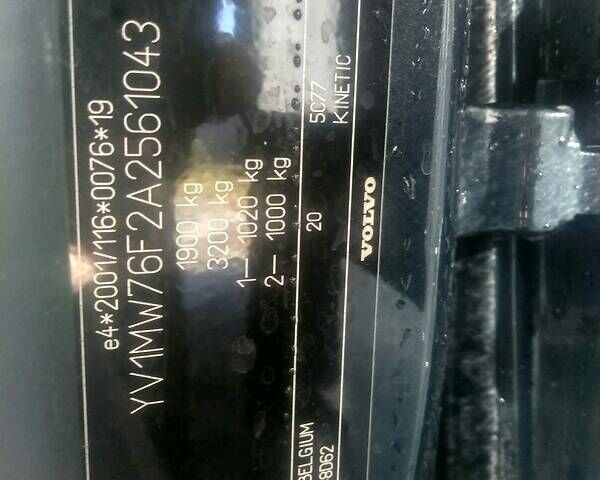 e4*2001/116*0076*19
YV1MW76F2A2561043
1900 kg
3200 kg
1— 1020 kg
2— 1000 kg
BELGIUM 20 5C77
8D62 KINETIC
VOLVO